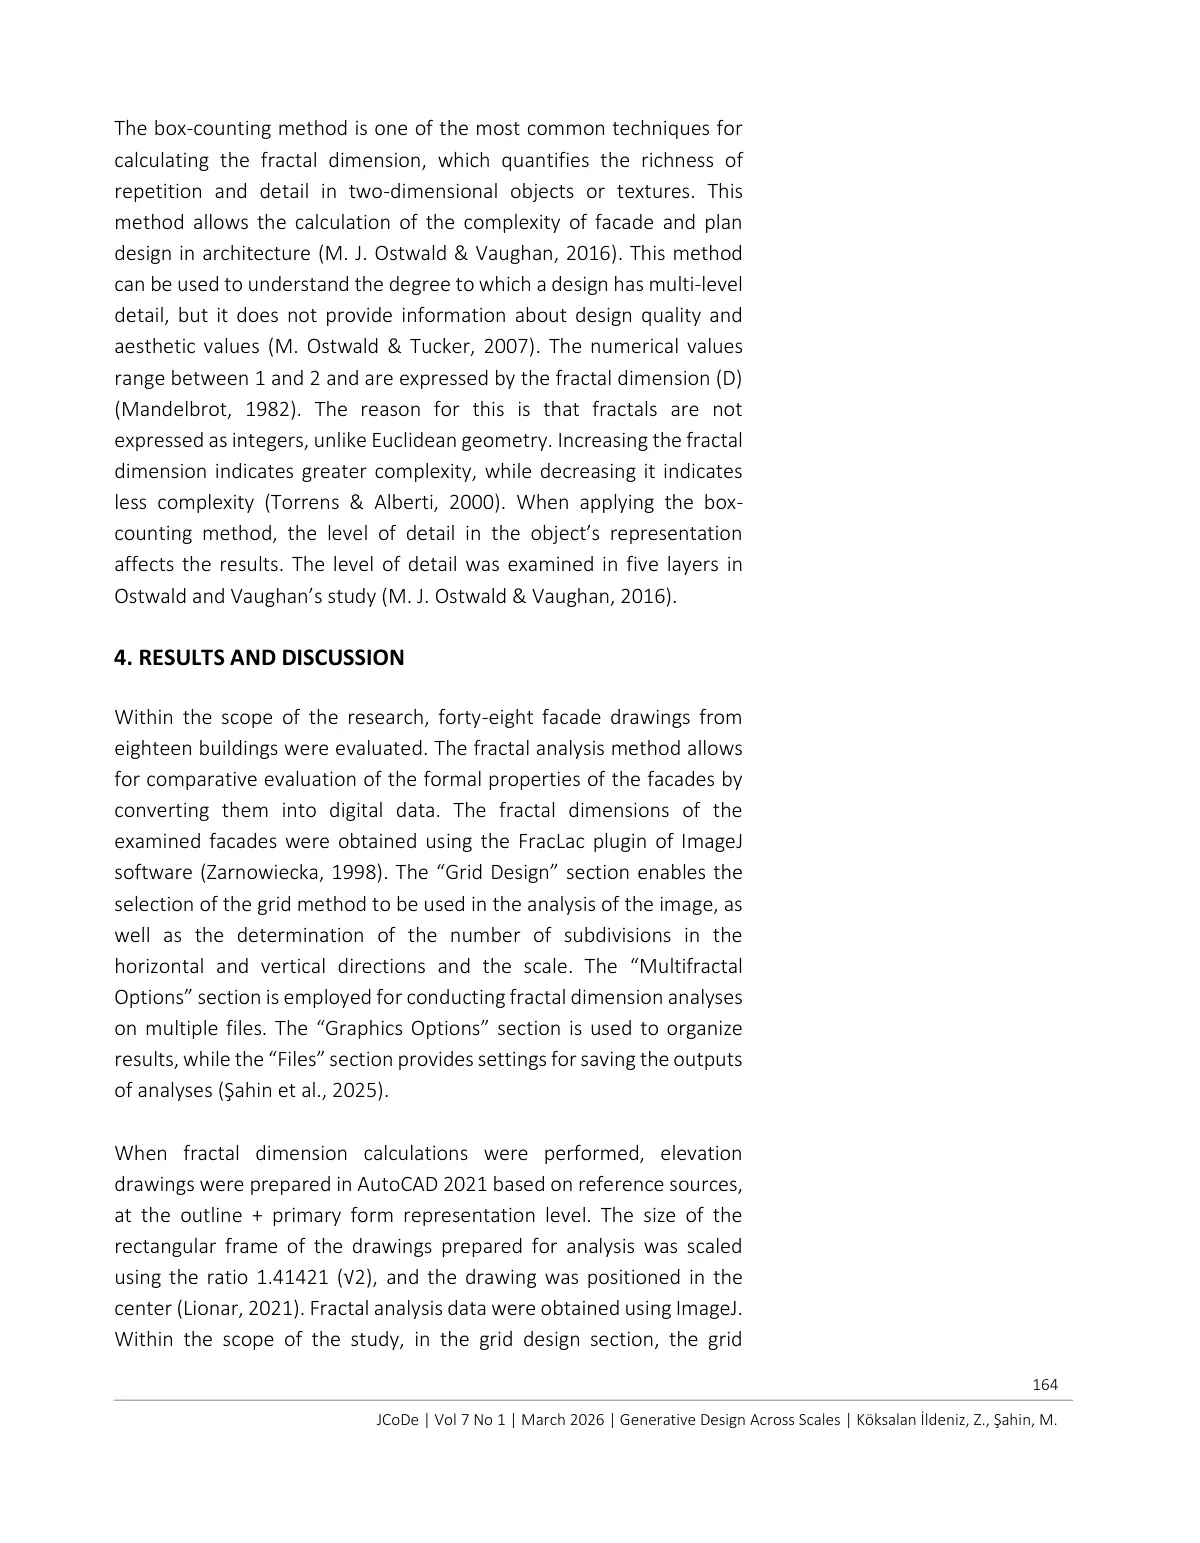 The box-counting method is one of the most common techniques for
calculating the fractal dimension, which quantifies the richness of
repetition and detail in two-dimensional objects or textures. This
method allows the calculation of the complexity of facade and plan
design in architecture (M. J. Ostwald & Vaughan, 2016). This method
can be used to understand the degree to which a design has multi-level
detail, but it does not provide information about design quality and
aesthetic values (M. Ostwald & Tucker, 2007). The numerical values
range between 1 and 2 and are expressed by the fractal dimension (D)
(Mandelbrot, 1982). The reason for this is that fractals are not
expressed as integers, unlike Euclidean geometry. Increasing the fractal
dimension indicates greater complexity, while decreasing it indicates
less complexity (Torrens & Alberti, 2000). When applying the box-
counting method, the level of detail in the object’s representation
affects the results. The level of detail was examined in five layers in
Ostwald and Vaughan’s study (M. J. Ostwald & Vaughan, 2016).
4. RESULTS AND DISCUSSION
Within the scope of the research, forty-eight facade drawings from
eighteen buildings were evaluated. The fractal analysis method allows
for comparative evaluation of the formal properties of the facades by
converting them into digital data. The fractal dimensions of the
examined facades were obtained using the FracLac plugin of ImageJ
software (Zarnowiecka, 1998). The “Grid Design” section enables the
selection of the grid method to be used in the analysis of the image, as
well as the determination of the number of subdivisions in the
horizontal and vertical directions and the scale. The “Multifractal
Options” section is employed for conducting fractal dimension analyses
on multiple files. The “Graphics Options” section is used to organize
results, while the “Files” section provides settings for saving the outputs
of analyses (Şahin et al., 2025).
When fractal dimension calculations were performed, elevation
drawings were prepared in AutoCAD 2021 based on reference sources,
at the outline + primary form representation level. The size of the
rectangular frame of the drawings prepared for analysis was scaled
using the ratio 1.41421 (√2), and the drawing was positioned in the
center (Lionar, 2021). Fractal analysis data were obtained using ImageJ.
Within the scope of the study, in the grid design section, the grid
164
JCoDe | Vol 7 No 1 | March 2026 | Generative Design Across Scales | Köksalan İldeniz, Z., Şahin, M.